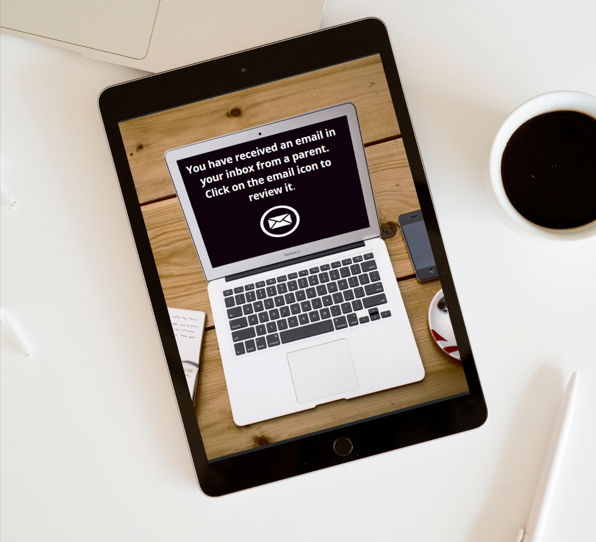 You have received an email in
your inbox from a parent.
Click on the email icon to
review it.